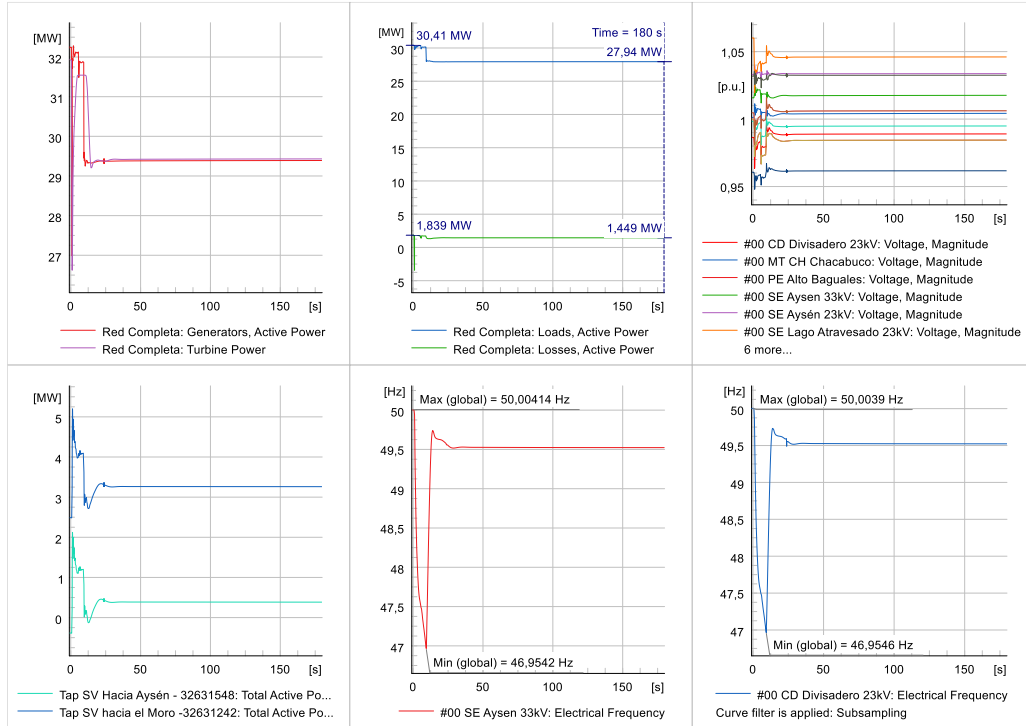 [MW]
32
31
30
29
28
27
0
50
100
150
[s]
Red Completa: Generators, Active Power
Red Completa: Turbine Power
[MW]
30,41 MW
Time = 180 s
27,94 MW
30
25
20
15
10
5
0
-5
1,839 MW
1,449 MW
0
50
100
150
[s]
Red Completa: Loads, Active Power
Red Completa: Losses, Active Power
1,05
[p.u.]
1
0,95
0
50
100
150
[s]
#00 CD Divisadero 23kV: Voltage, Magnitude
#00 MT CH Chacabuco: Voltage, Magnitude
#00 PE Alto Baguales: Voltage, Magnitude
#00 SE Aysen 33kV: Voltage, Magnitude
#00 SE Aysén 23kV: Voltage, Magnitude
#00 SE Lago Atravesado 23kV: Voltage, Magnitude
6 more...
[MW]
5
4
3
2
1
0
0
50
100
150
[s]
Tap SV Hacia Aysén - 32631548: Total Active Po...
Tap SV hacia el Moro -32631242: Total Active Po...
[Hz]
Max (global) = 50,00414 Hz
50
49,5
49
48,5
48
47,5
47
Min (global) = 46,9542 Hz
0
50
100
150
[s]
#00 SE Aysen 33kV: Electrical Frequency
[Hz]
Max (global) = 50,0039 Hz
50
49,5
49
48,5
48
47,5
47
Min (global) = 46,9546 Hz
0
50
100
150
[s]
#00 CD Divisadero 23kV: Electrical Frequency
Curve filter is applied: Subsampling